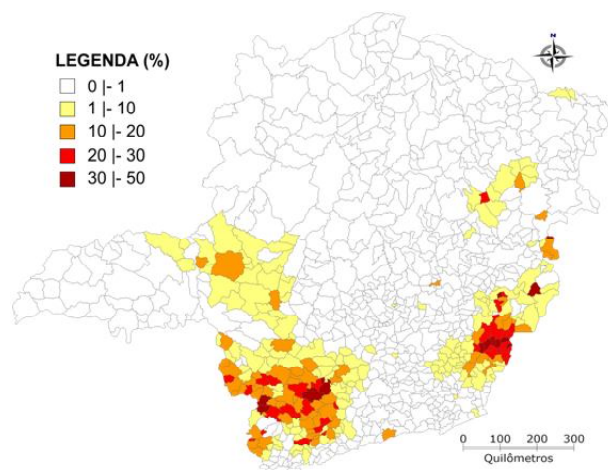 N
LEGENDA (%)
0 |- 1
1 |- 10
10 |- 20
20 |- 30
30 |- 50
0 100 200 300
Quilômetros